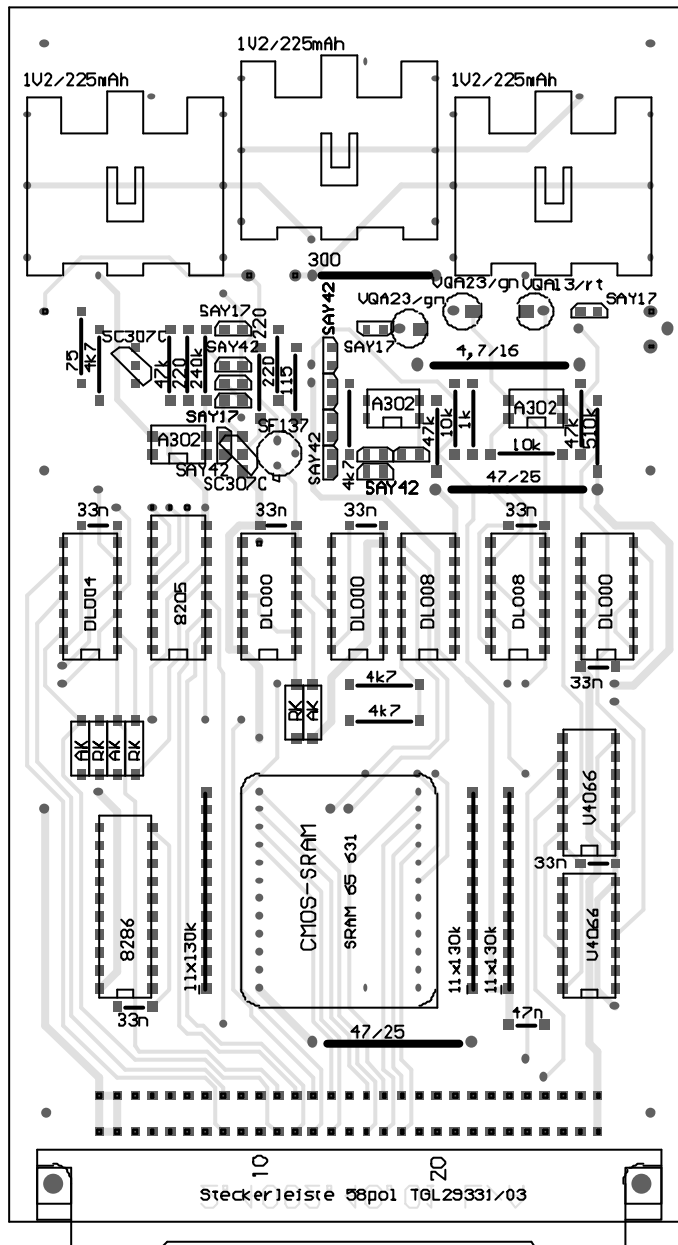 1V2/225mAh
1V2/225mAh
1V2/225mAh
300
VQA23/gn
VQA13/rt
VQA23/gn
SAY42
SAY17
SAY17
220
SC307C
SAY42
SAY17
75
4k7
47k
220
240k
220
115
4,7/16
A302
A302
SAY17
SF137
47k
10k
1k
47k
510k
A302
10k
SAY42
SC307C
SAY42
4k7
SAY42
47/25
33n
33n
33n
33n
DL004
8205
DL000
DL000
DL008
DL008
DL000
4k7
33n
RK
AK
4k7
AK
RK
AK
RK
U4066
CMOS-SRAM
SRAM 65 631
33n
8286
11x130k
11x130k
11x130k
U4066
33n
47n
47/25
10
20
Steckerleiste 58pol TGL29331/03